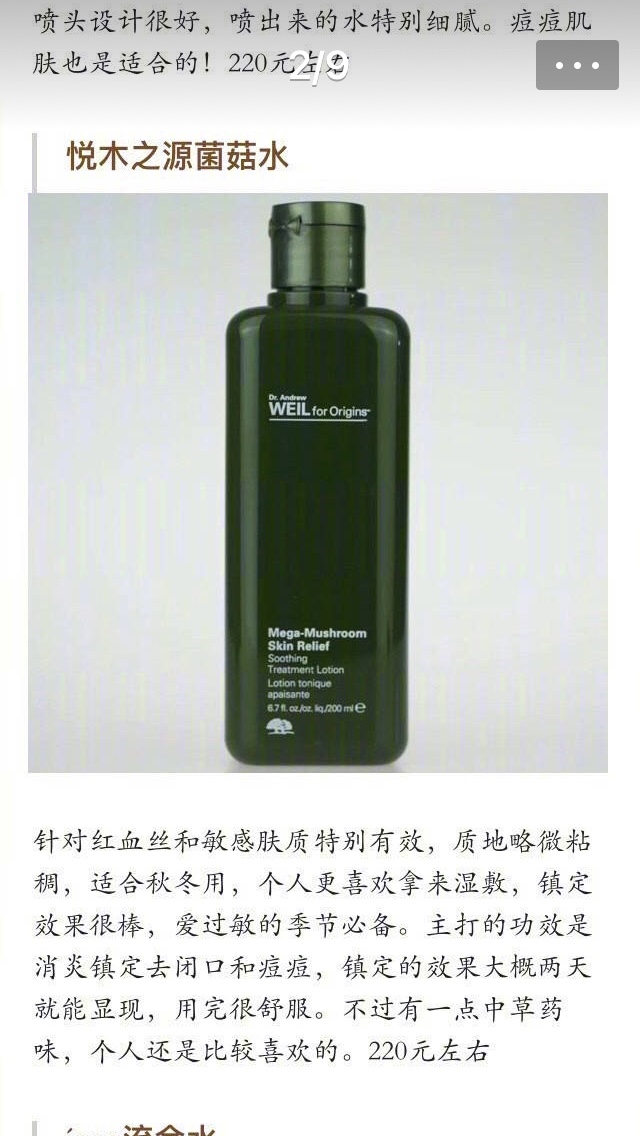 喷头设计很好，喷出来的水特别细腻。痘痘肌
肤也是适合的！220元左右
2/9
悦木之源菌菇水
Dr. Andrew
WEIL for Origins™
Mega-Mushroom
Skin Relief
Soothing
Treatment Lotion
Lotion tonique
apaisante
6.7 fl. oz./oz. liq./200 ml e
针对红血丝和敏感肤质特别有效，质地略微粘
稠，适合秋冬用，个人更喜欢拿来湿敷，镇定
效果很棒，爱过敏的季节必备。主打的功效是
消炎镇定去闭口和痘痘，镇定的效果大概两天
就能显现，用完很舒服。不过有一点中草药
味，个人还是比较喜欢的。220元左右